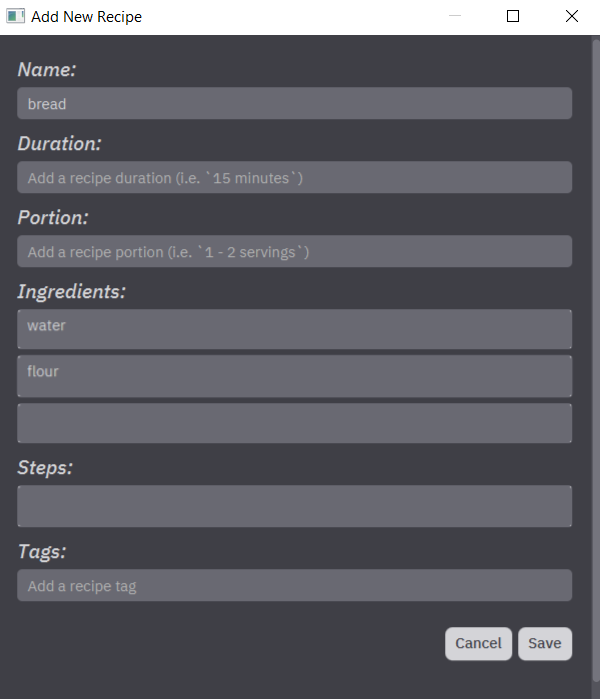 Add New Recipe
Name:
bread
Duration:
Add a recipe duration (i.e. `15 minutes`)
Portion:
Add a recipe portion (i.e. `1 - 2 servings`)
Ingredients:
water
flour
Steps:
Tags:
Add a recipe tag
Cancel Save